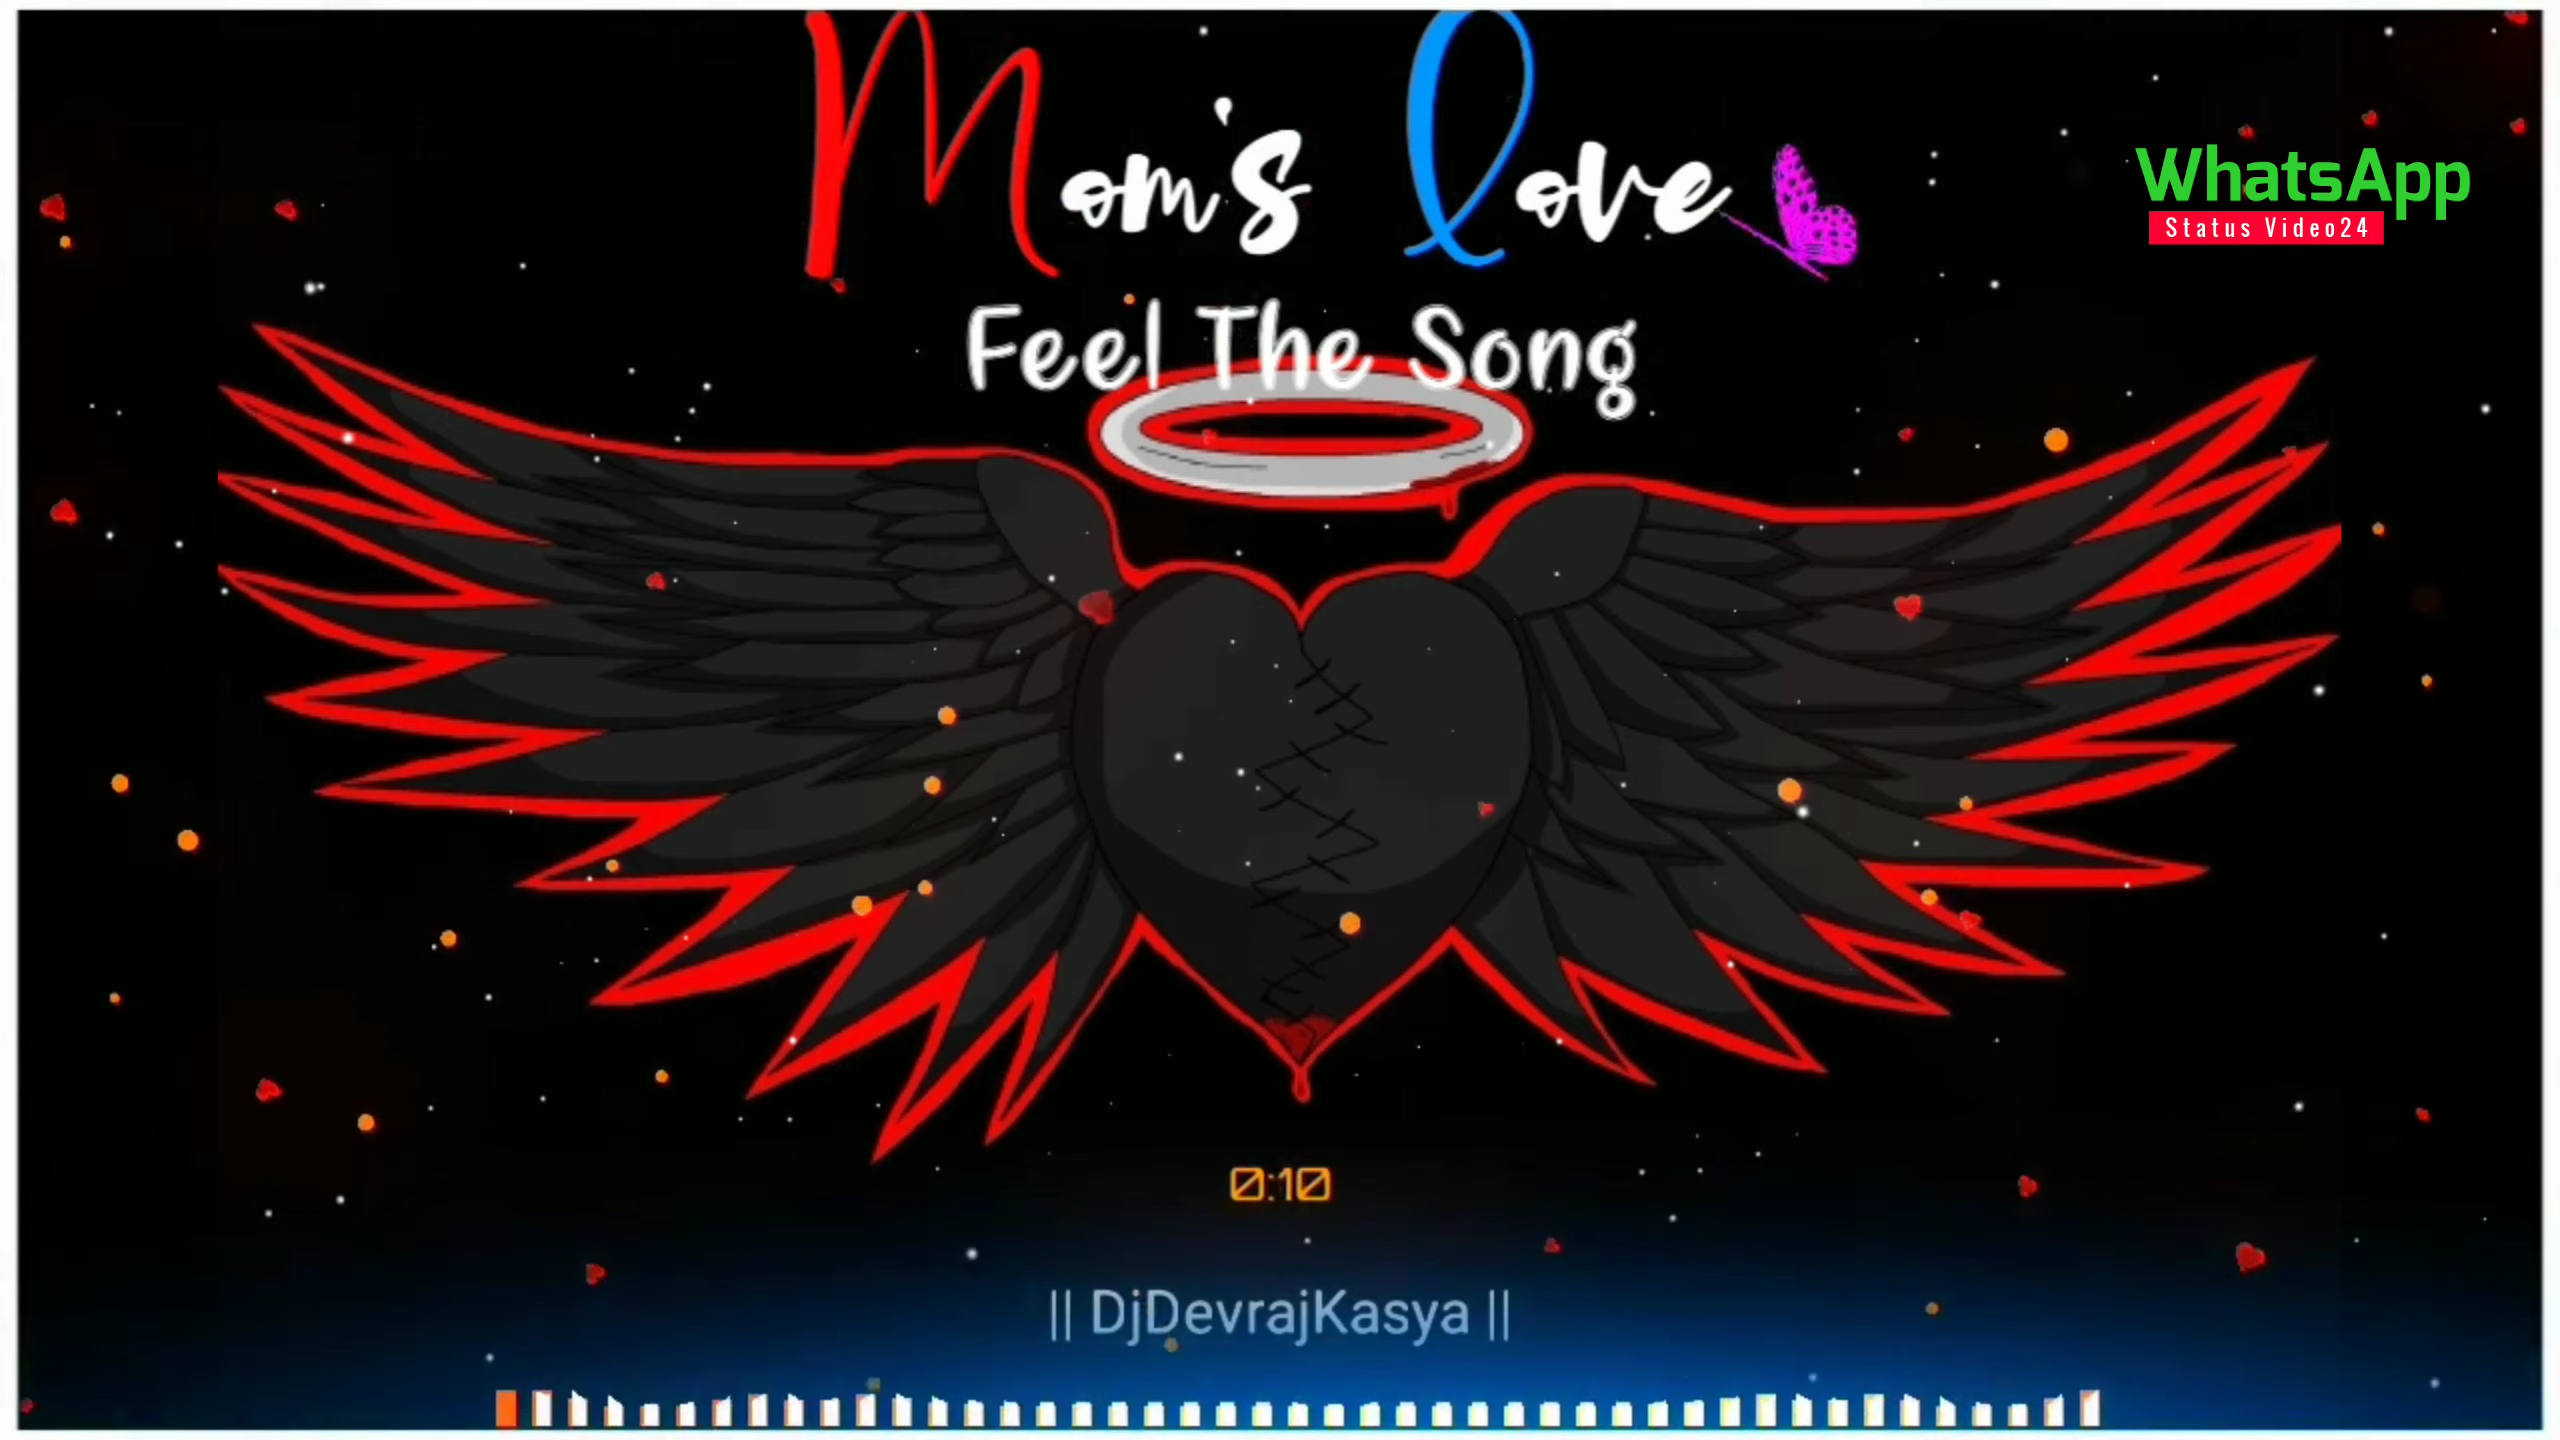 Mom's love
WhatsApp
Status Video24
Feel The Song
0:10
|| DjDevrajKasya ||